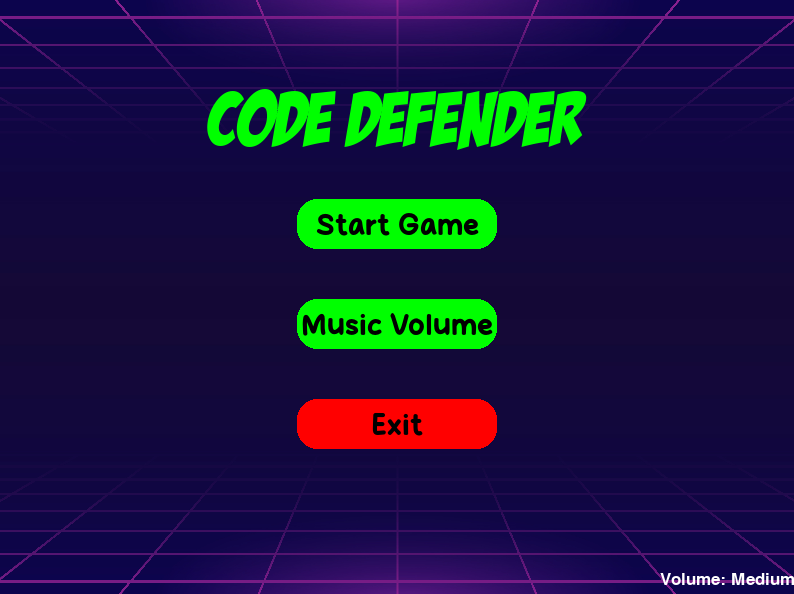 CODE DEFENDER
Start Game
Music Volume
Exit
Volume: Medium